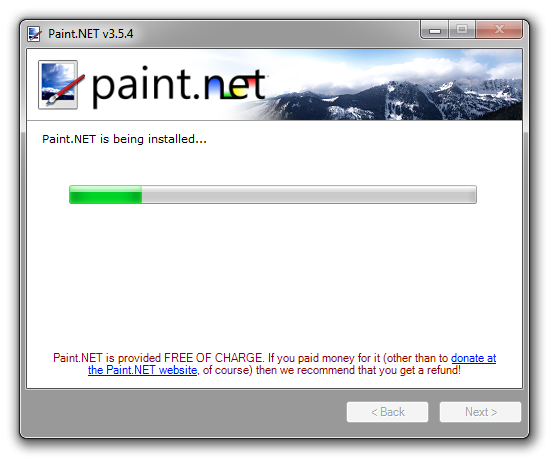 Paint.NET v3.5.4
paint.net
Paint.NET is being installed...
Paint.NET is provided FREE OF CHARGE. If you paid money for it (other than to donate at
the Paint.NET website, of course) then we recommend that you get a refund!
< Back Next >